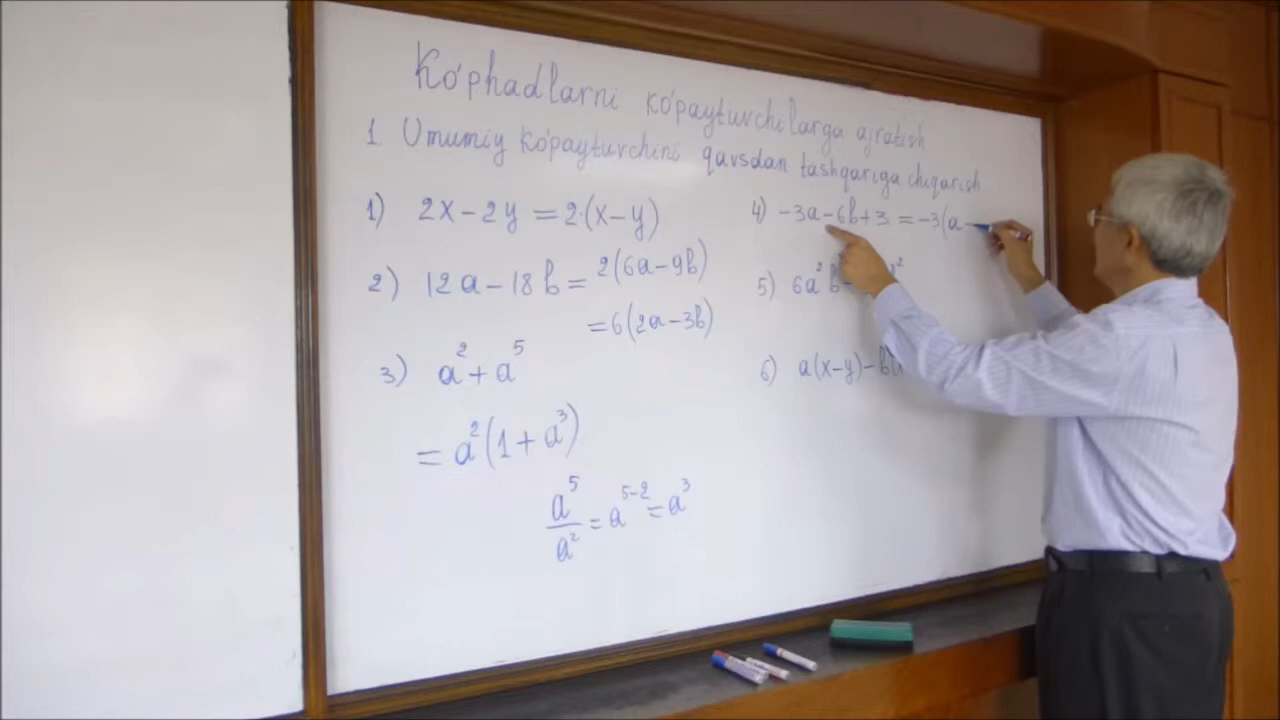 Ko'phadlarni ko'paytuvchilarga ajratish
1 Umumiy ko'paytuvchini qavsdan tashqariga chiqarish
1) 2x-2y=2·(x-y)
2) 12a-18b=2(6a-9b)
=6(2a-3b)
3) a²+a⁵
=a²(1+a³)
a⁵/a²=a⁵⁻²=a³
4) -3a-6b+3=-3(a-
5) 6a²b-
6) a(x-y)-b